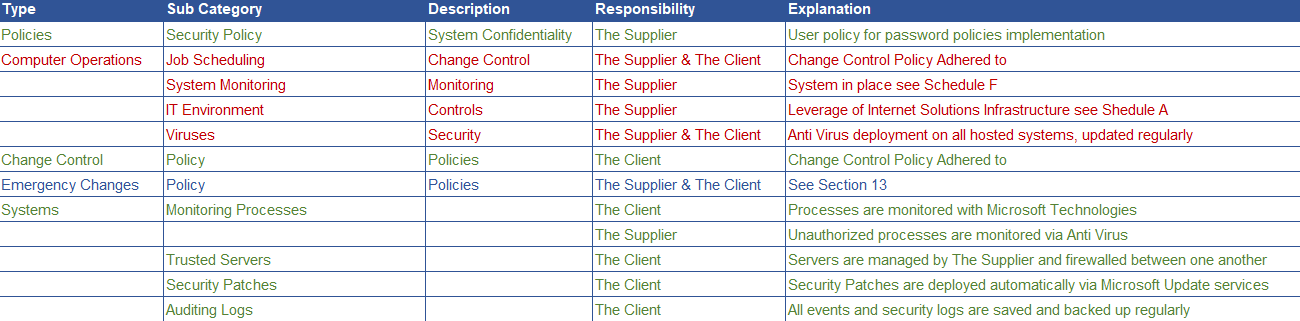 Type Sub Category Description Responsibility Explanation
Policies Security Policy System Confidentiality The Supplier User policy for password policies implementation
Computer Operations Job Scheduling Change Control The Supplier & The Client Change Control Policy Adhered to
System Monitoring Monitoring The Supplier System in place see Schedule F
IT Environment Controls The Supplier Leverage of Internet Solutions Infrastructure see Shedule A
Viruses Security The Supplier & The Client Anti Virus deployment on all hosted systems, updated regularly
Change Control Policy Policies The Client Change Control Policy Adhered to
Emergency Changes Policy Policies The Supplier & The Client See Section 13
Systems Monitoring Processes The Client Processes are monitored with Microsoft Technologies
The Supplier Unauthorized processes are monitored via Anti Virus
Trusted Servers The Client Servers are managed by The Supplier and firewalled between one another
Security Patches The Client Security Patches are deployed automatically via Microsoft Update services
Auditing Logs The Client All events and security logs are saved and backed up regularly